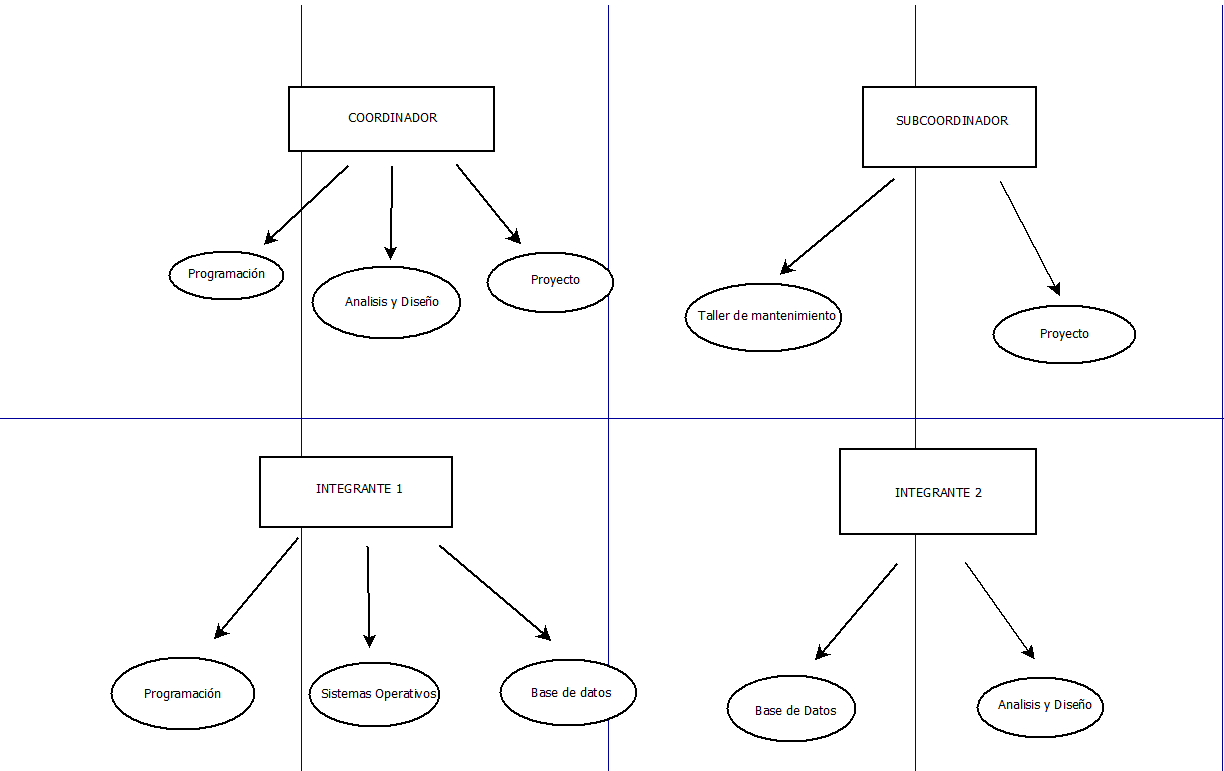 COORDINADOR
SUBCOORDINADOR
Programación
Analisis y Diseño
Proyecto
Taller de mantenimiento
Proyecto
INTEGRANTE 1
INTEGRANTE 2
Programación
Sistemas Operativos
Base de datos
Base de Datos
Analisis y Diseño